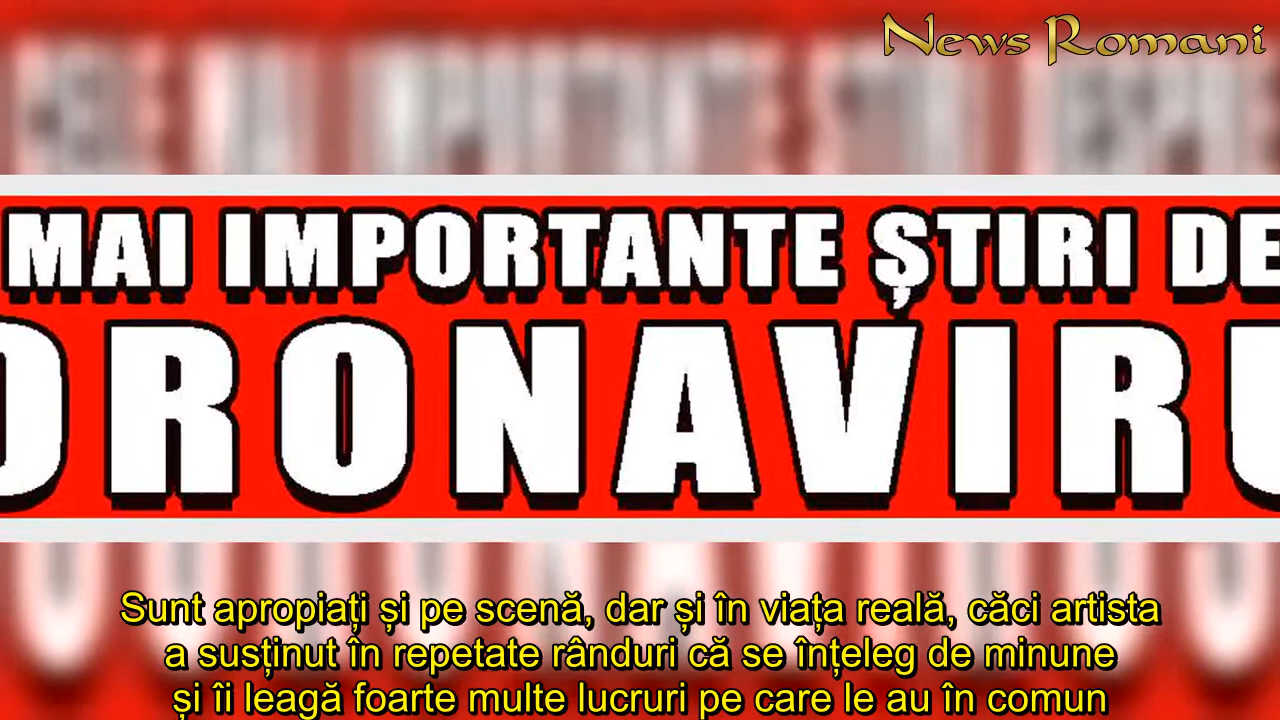 News Romani
MAI IMPORTANTE ȘTIRI DE
ORONAVIRU
Sunt apropiați și pe scenă, dar și în viața reală, căci artista
a susținut în repetate rânduri că se înțeleg de minune
și îi leagă foarte multe lucruri pe care le au în comun